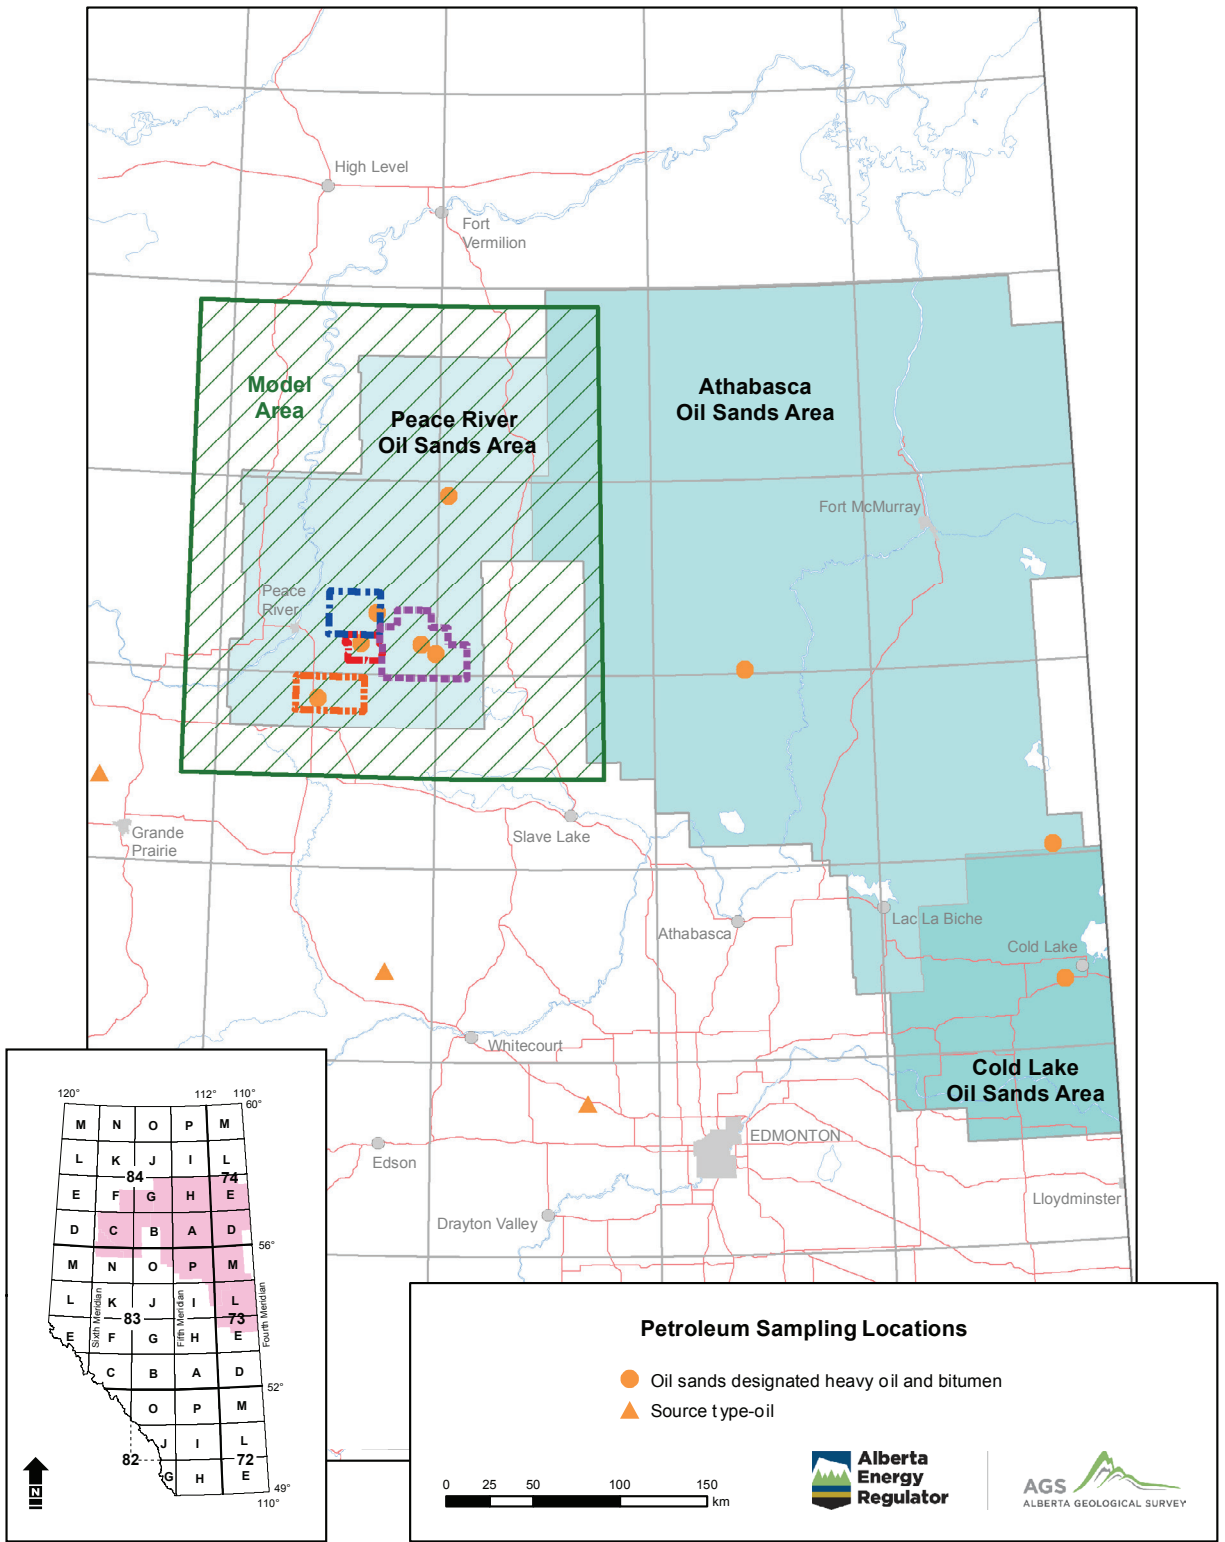 High Level
Fort
Vermilion
Model
Area
Peace River
Oil Sands Area
Athabasca
Oil Sands Area
Fort McMurray
Peace
River
Grande
Prairie
Slave Lake
Athabasca
Lac La Biche
Cold Lake
Whitecourt
Cold Lake
Oil Sands Area
EDMONTON
Edson
Drayton Valley
Lloydminster
120°
112°
110°
60°
M N O P M
L K J I L
84 74
E F G H E
D C B A D
56°
M N O P M
L K J I L
Sixth Meridian
Fifth Meridian
Fourth Meridian
83 73
E F G H E
C B A D
52°
O P M
J I L
82 72
G H E
49°
110°
N
Petroleum Sampling Locations
Oil sands designated heavy oil and bitumen
Source type-oil
0 25 50 100 150
km
Alberta
Energy
Regulator
AGS
ALBERTA GEOLOGICAL SURVEY